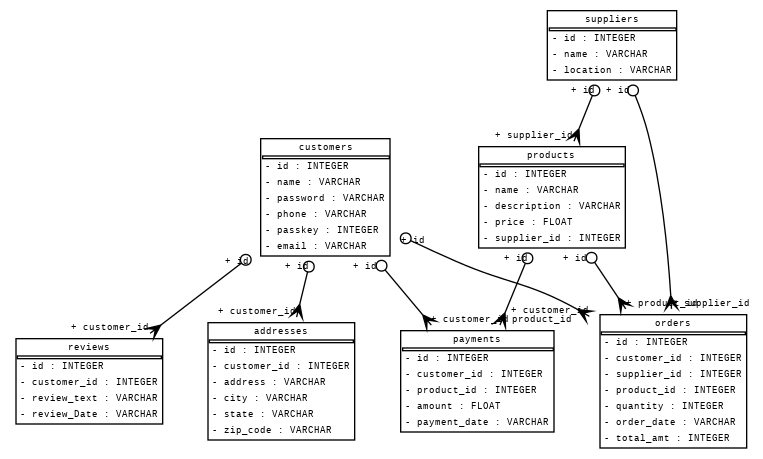 suppliers
- id : INTEGER
- name : VARCHAR
- location : VARCHAR
+ id
+ id
+ supplier_id
customers
- id : INTEGER
- name : VARCHAR
- password : VARCHAR
- phone : VARCHAR
- passkey : INTEGER
- email : VARCHAR
products
- id : INTEGER
- name : VARCHAR
- description : VARCHAR
- price : FLOAT
- supplier_id : INTEGER
+ id
+ id
+ id
+ id
+ id
+ id
+ customer_id
+ customer_id
+ customer_id
+ product_id
+ customer_id
+ product_id
+ supplier_id
reviews
- id : INTEGER
- customer_id : INTEGER
- review_text : VARCHAR
- review_Date : VARCHAR
addresses
- id : INTEGER
- customer_id : INTEGER
- address : VARCHAR
- city : VARCHAR
- state : VARCHAR
- zip_code : VARCHAR
payments
- id : INTEGER
- customer_id : INTEGER
- product_id : INTEGER
- amount : FLOAT
- payment_date : VARCHAR
orders
- id : INTEGER
- customer_id : INTEGER
- supplier_id : INTEGER
- product_id : INTEGER
- quantity : INTEGER
- order_date : VARCHAR
- total_amt : INTEGER